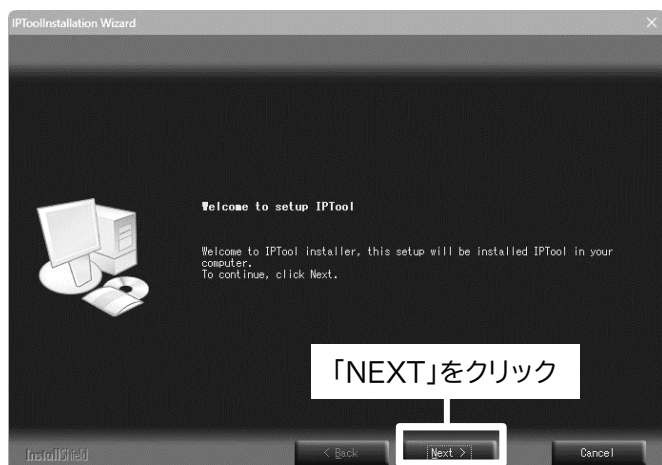 IPToolInstallation Wizard
Welcome to setup IPTool
Welcome to IPTool installer, this setup will be installed IPTool in your
computer.
To continue, click Next.
「NEXT」をクリック
InstallShield
< Back
Next >
Cancel